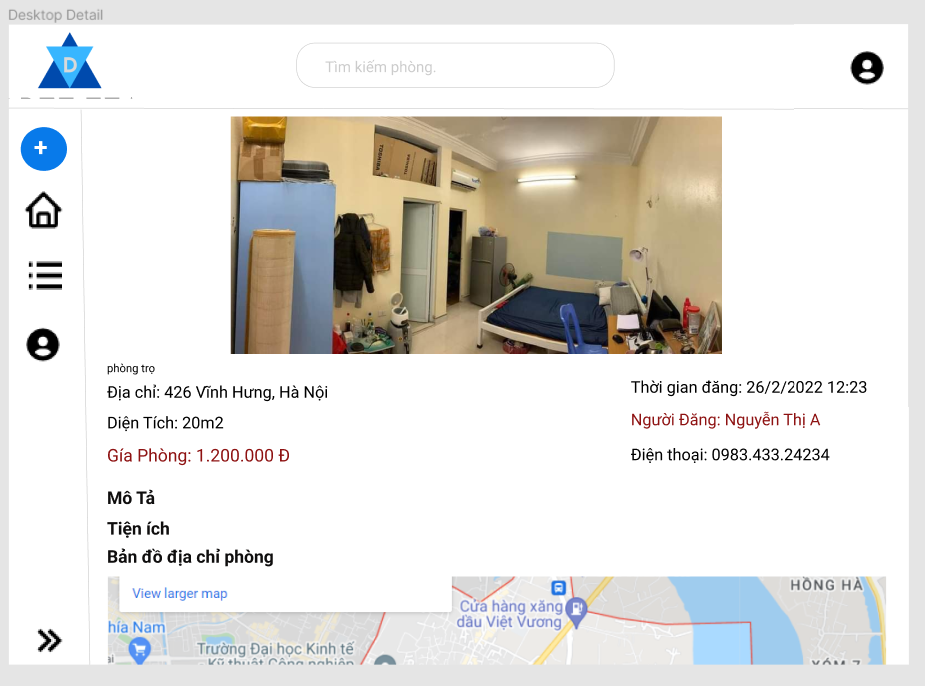 Desktop Detail
D
Tìm kiếm phòng.
TOSHIBA
phòng trọ
Địa chỉ: 426 Vĩnh Hưng, Hà Nội
Diện Tích: 20m2
Gía Phòng: 1.200.000 Đ
Thời gian đăng: 26/2/2022 12:23
Người Đăng: Nguyễn Thị A
Điện thoại: 0983.433.24234
Mô Tả
Tiện ích
Bản đồ địa chỉ phòng
View larger map
HỒNG HÀ
Cửa hàng xăng
dầu Việt Vương
hía Nam
Trường Đại học Kinh tế
Kỹ thuật Công nghiệp
XÓM 7